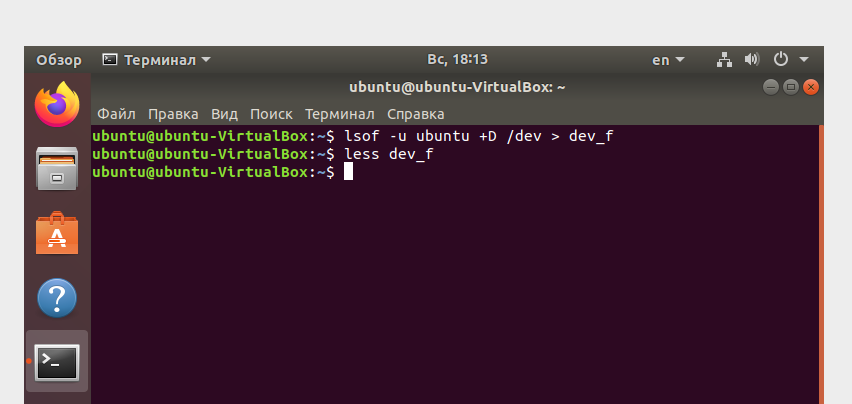 Обзор Терминал Вс, 18:13 en
ubuntu@ubuntu-VirtualBox: ~
Файл Правка Вид Поиск Терминал Справка
ubuntu@ubuntu-VirtualBox:~$ lsof -u ubuntu +D /dev > dev_f
ubuntu@ubuntu-VirtualBox:~$ less dev_f
ubuntu@ubuntu-VirtualBox:~$